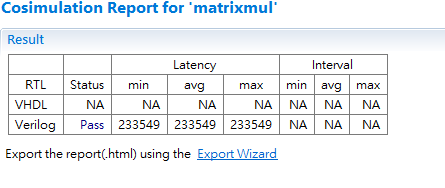 Cosimulation Report for 'matrixmul'
Result
Latency Interval
RTL Status min avg max min avg max
VHDL NA NA NA NA NA NA NA
Verilog Pass 233549 233549 233549 NA NA NA
Export the report(.html) using the Export Wizard